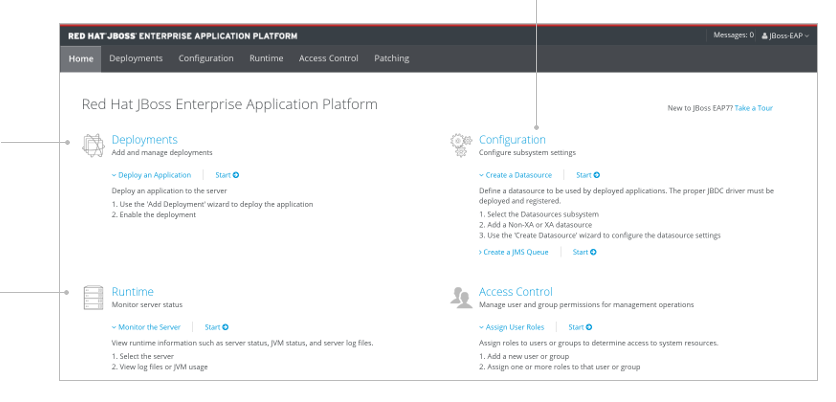 RED HAT JBOSS ENTERPRISE APPLICATION PLATFORM
Messages: 0 JBoss-EAP
Home Deployments Configuration Runtime Access Control Patching
Red Hat JBoss Enterprise Application Platform
New to JBoss EAP7? Take a Tour
Deployments
Add and manage deployments
Deploy an Application Start
Deploy an application to the server
1. Use the 'Add Deployment' wizard to deploy the application
2. Enable the deployment
Configuration
Configure subsystem settings
Create a Datasource Start
Define a datasource to be used by deployed applications. The proper JBDC driver must be
deployed and registered.
1. Select the Datasources subsystem
2. Add a Non-XA or XA datasource
3. Use the 'Create Datasource' wizard to configure the datasource settings
Create a JMS Queue Start
Runtime
Monitor server status
Monitor the Server Start
View runtime information such as server status, JVM status, and server log files.
1. Select the server
2. View log files or JVM usage
Access Control
Manage user and group permissions for management operations
Assign User Roles Start
Assign roles to users or groups to determine access to system resources.
1. Add a new user or group
2. Assign one or more roles to that user or group